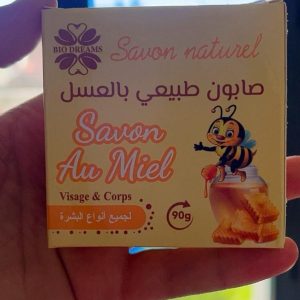 BIO DREAMS
Savon naturel
صابون طبيعي بالعسل
Savon
Au Miel
Visage & Corps
لجميع أنواع البشرة
90g